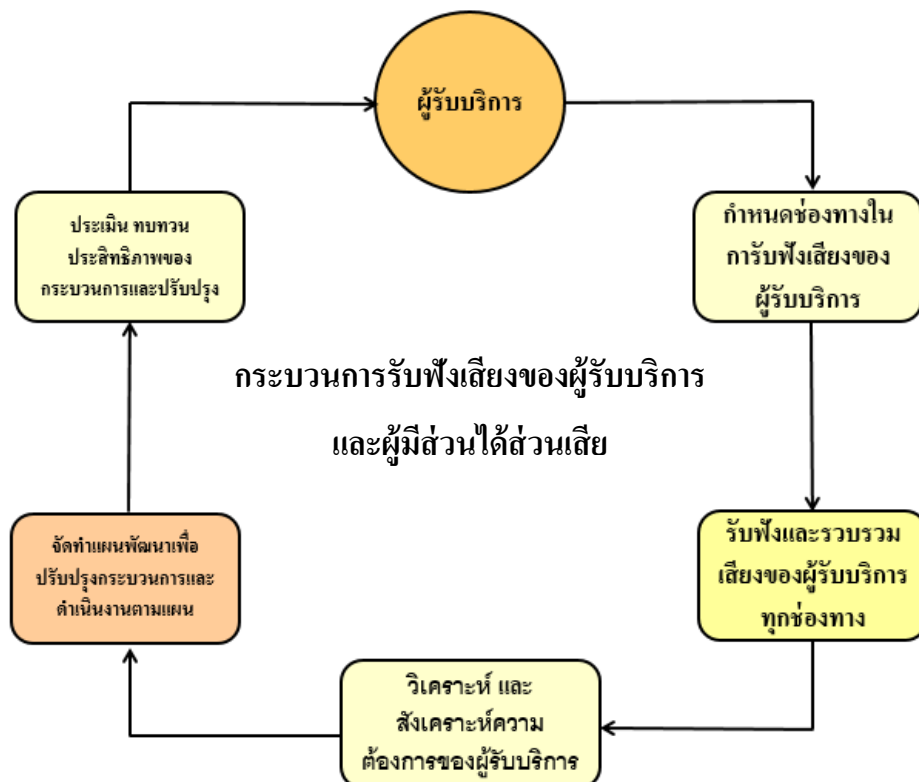 ผู้รับบริการ
กำหนดช่องทางใน
การับฟังเสียงของ
ผู้รับบริการ
รับฟังและรวบรวม
เสียงของผู้รับบริการ
ทุกช่องทาง
วิเคราะห์ และ
สังเคราะห์ความ
ต้องการของผู้รับบริการ
จัดทำแผนพัฒนาเพื่อ
ปรับปรุงกระบวนการและ
ดำเนินงานตามแผน
ประเมิน ทบทวน
ประสิทธิภาพของ
กระบวนการและปรับปรุง
กระบวนการรับฟังเสียงของผู้รับบริการ
และผู้มีส่วนได้ส่วนเสีย